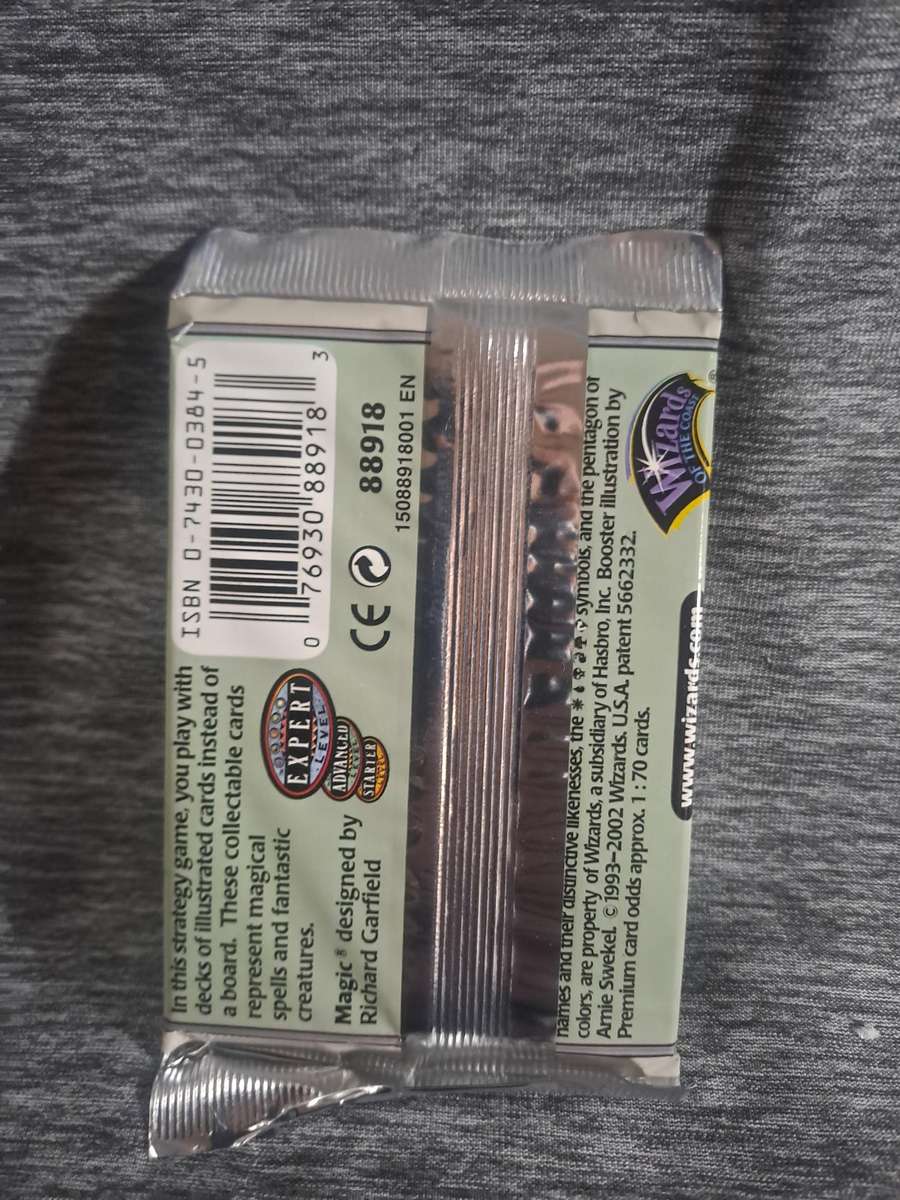 In this strategy game, you play with
decks of illustrated cards instead of
a board. These collectable cards
represent magical
spells and fantastic
creatures.
Magic® designed by
Richard Garfield
EXPERT
LEVEL
ADVANCED
LEVEL
STARTER
LEVEL
ISBN 0-7430-0384-5
0 76930 88918 3
CE 88918
15088918001 EN
names and their distinctive likenesses, the symbols, and the pentagon of
colors, are property of Wizards, a subsidiary of Hasbro, Inc. Booster illustration by
Arnie Swekel. ©1993–2002 Wizards. U.S.A. patent 5662332.
Premium card odds approx. 1:70 cards.
www.wizards.com
Wizards
OF THE COAST
®